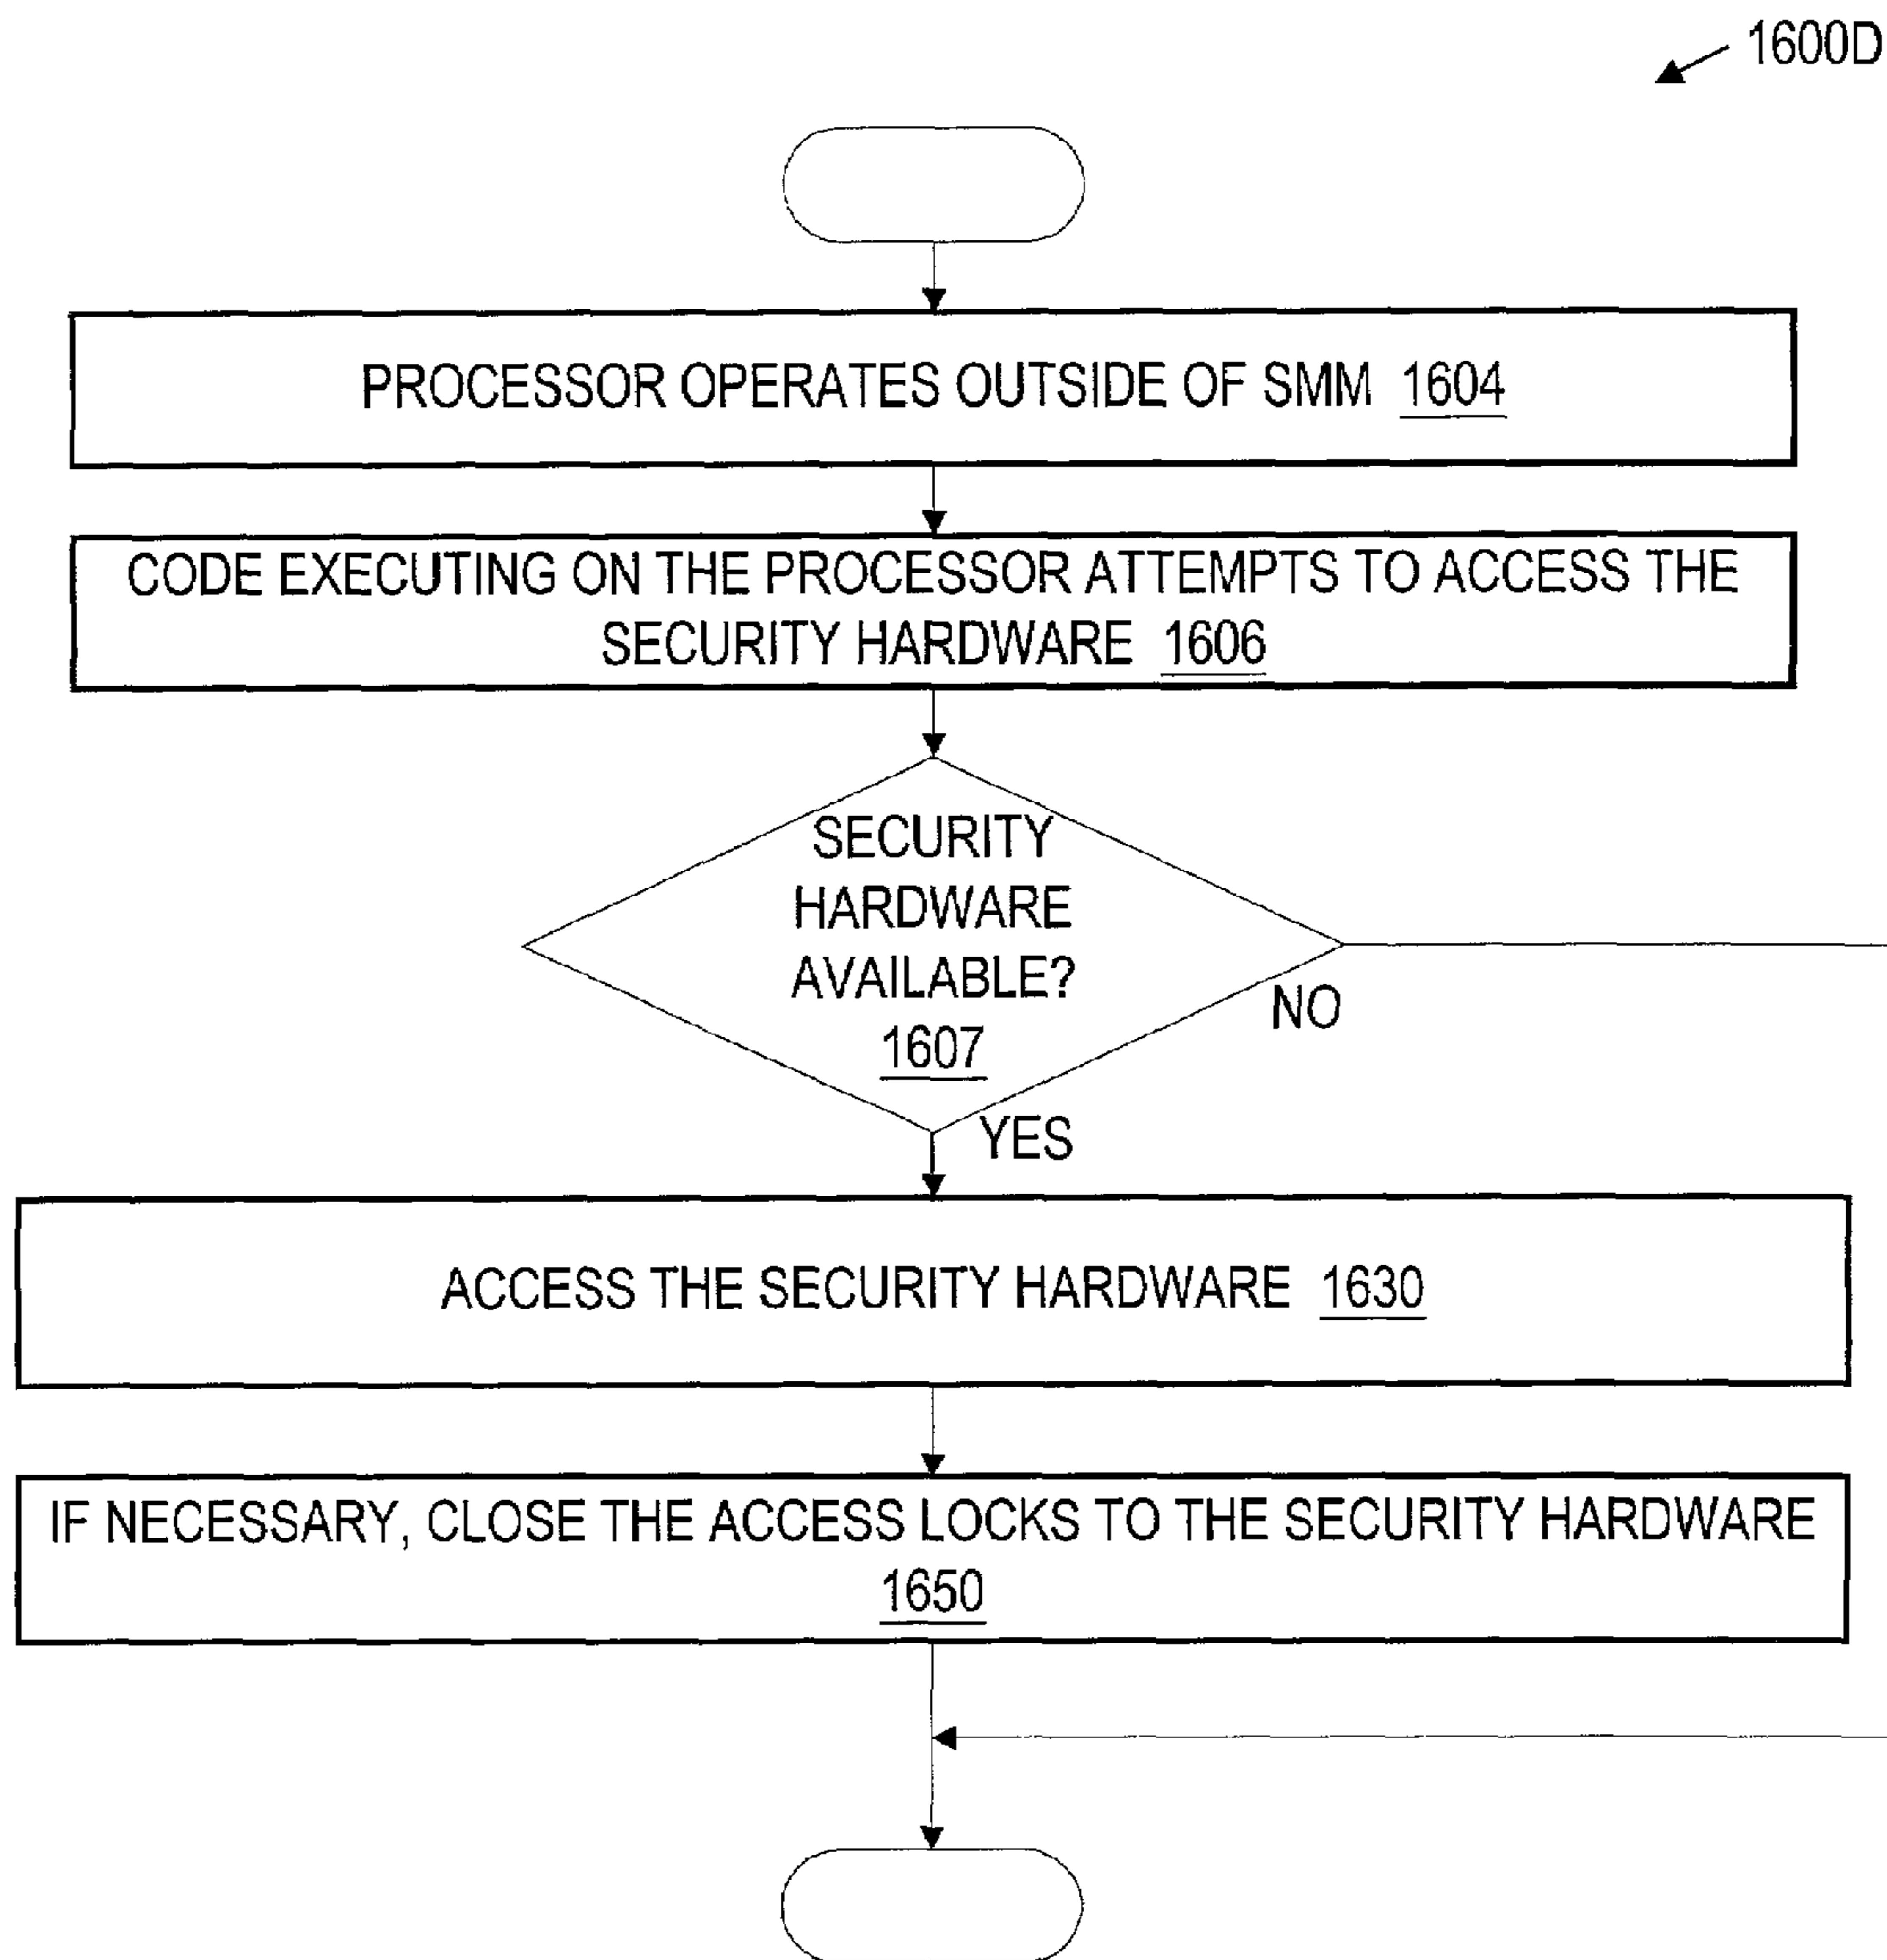 1600D
PROCESSOR OPERATES OUTSIDE OF SMM 1604
CODE EXECUTING ON THE PROCESSOR ATTEMPTS TO ACCESS THE
SECURITY HARDWARE 1606
SECURITY
HARDWARE
AVAILABLE?
1607
NO
YES
ACCESS THE SECURITY HARDWARE 1630
IF NECESSARY, CLOSE THE ACCESS LOCKS TO THE SECURITY HARDWARE
1650